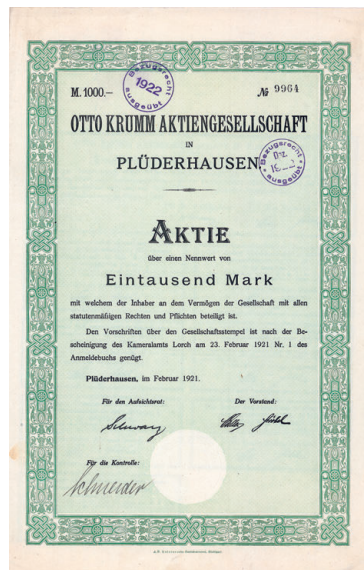 M. 1000.— № 9964
Bezugsrecht
1922
ausgeübt
OTTO KRUMM AKTIENGESELLSCHAFT
IN
PLÜDERHAUSEN
Bezugsrecht
Dez.
ausgeübt
AKTIE
über einen Nennwert von
Eintausend Mark
mit welchem der Inhaber an dem Vermögen der Gesellschaft mit allen
statutenmäßigen Rechten und Pflichten beteiligt ist.
Den Vorschriften über den Gesellschaftsstempel ist nach der Be-
scheinigung des Kameralamts Lorch am 23. Februar 1921 Nr. 1 des
Anmeldebuchs genügt.
Plüderhausen, im Februar 1921.
Für den Aufsichtsrat: Der Vorstand:
Schwarz
Für die Kontrolle:
Schneider